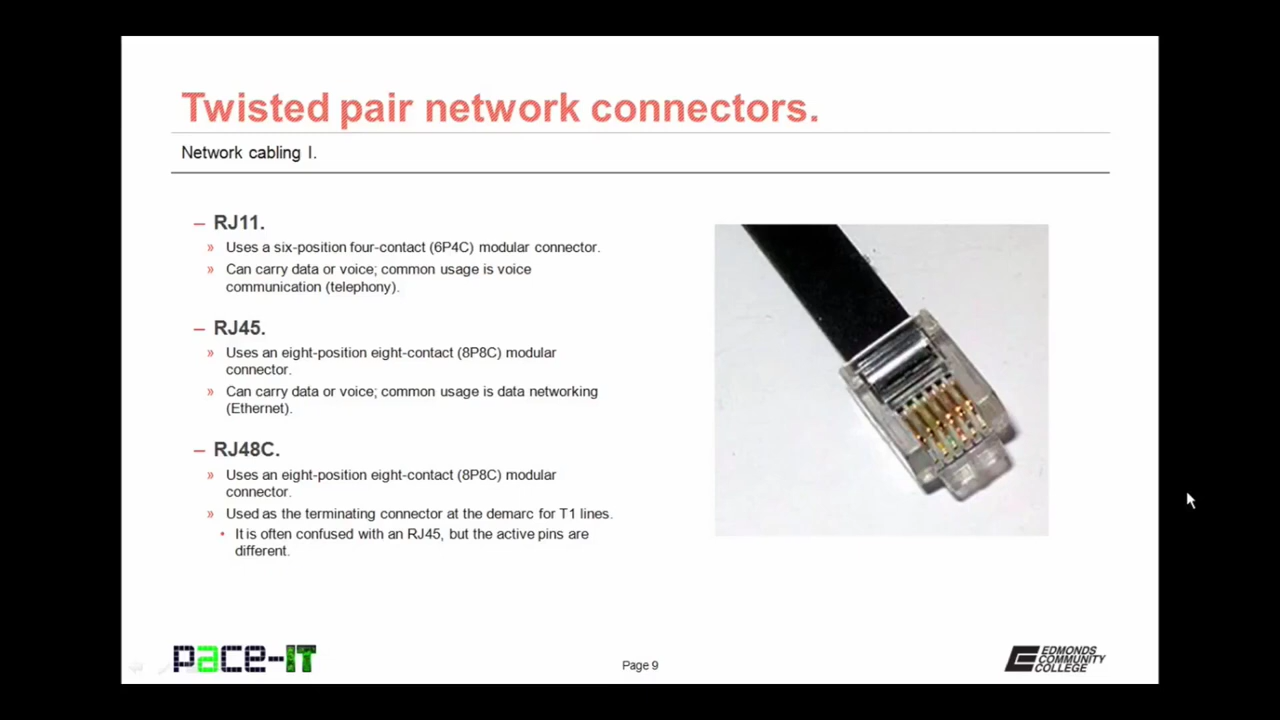 Twisted pair network connectors.
Network cabling I.
– RJ11.
» Uses a six-position four-contact (6P4C) modular connector.
» Can carry data or voice; common usage is voice
communication (telephony).
– RJ45.
» Uses an eight-position eight-contact (8P8C) modular
connector.
» Can carry data or voice; common usage is data networking
(Ethernet).
– RJ48C.
» Uses an eight-position eight-contact (8P8C) modular
connector.
» Used as the terminating connector at the demarc for T1 lines.
• It is often confused with an RJ45, but the active pins are
different.
pace-IT
Page 9
EDMONDS
COMMUNITY
COLLEGE